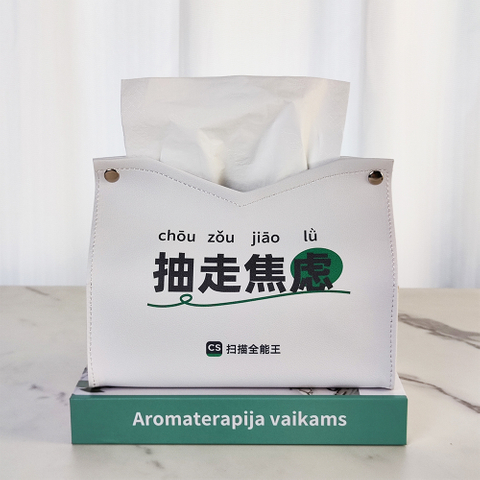 chōu zǒu jiāo lǜ
抽走焦虑
CS 扫描全能王
Aromaterapija vaikams